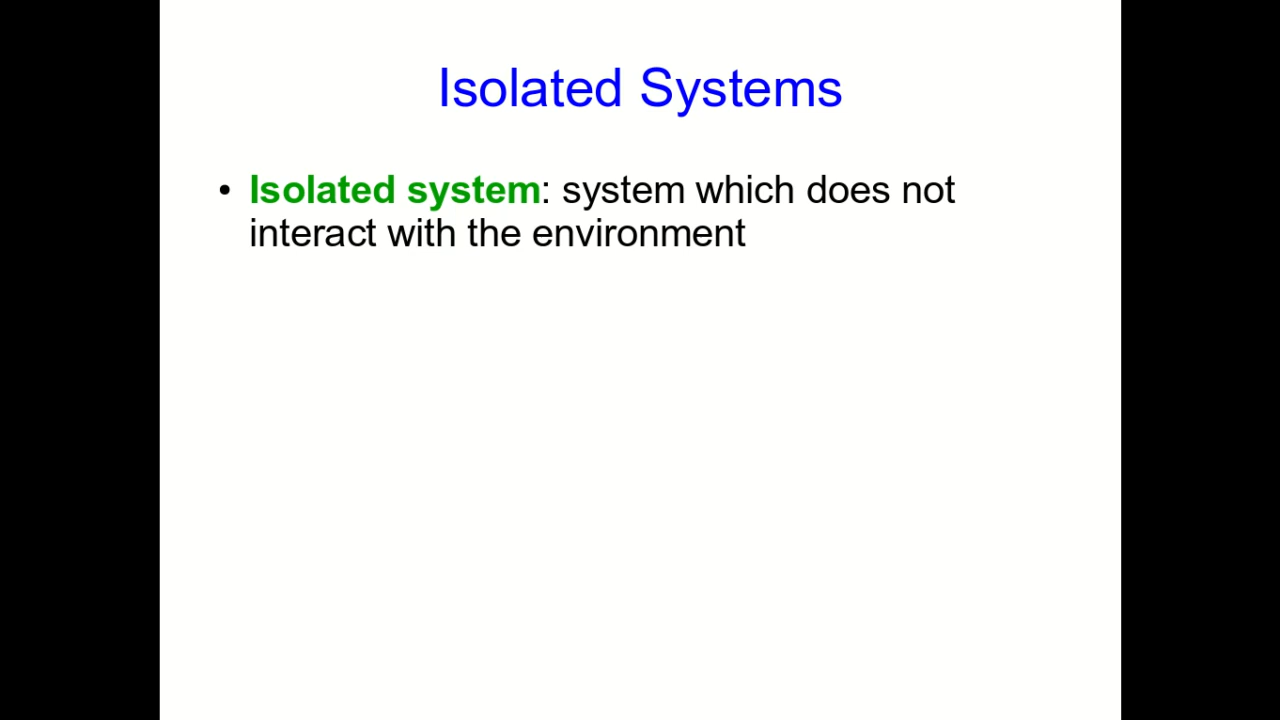 Isolated Systems
• Isolated system: system which does not
interact with the environment